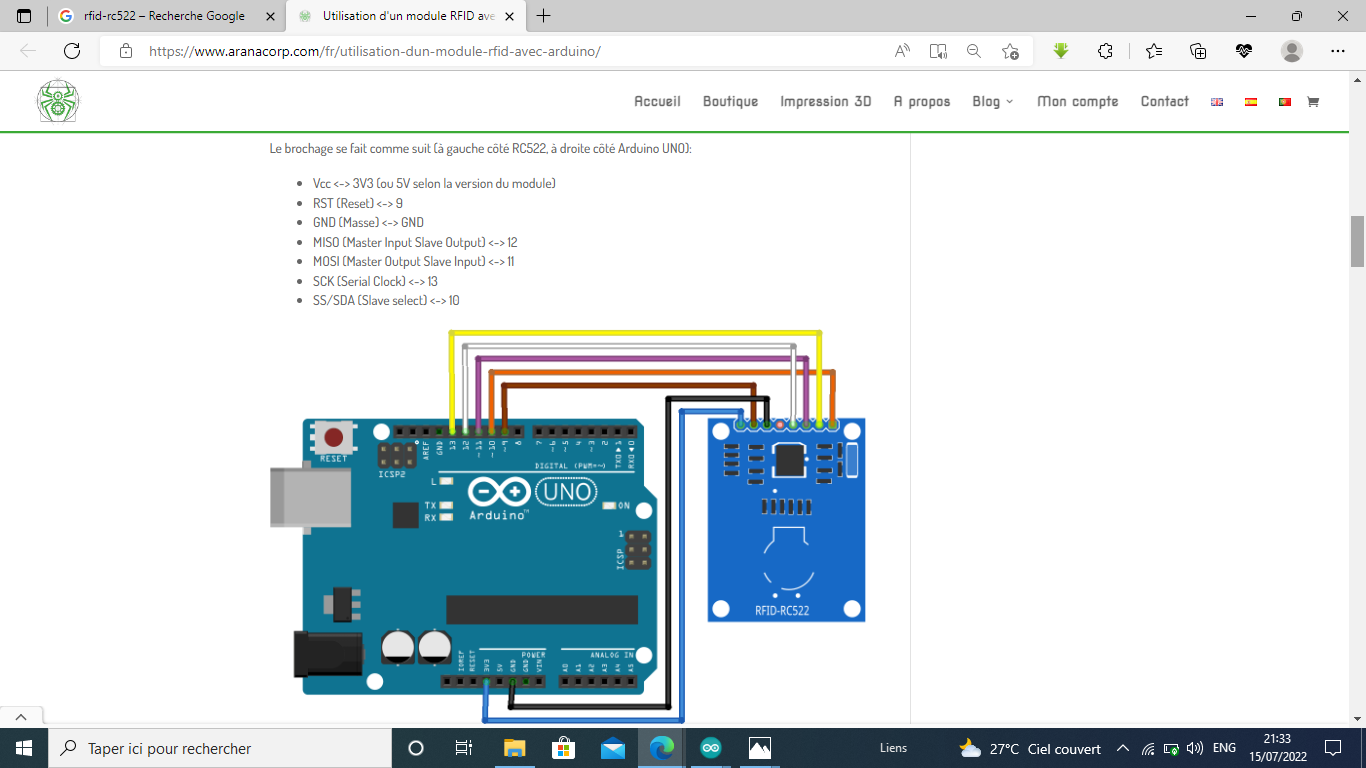 rfid-rc522 – Recherche Google
Utilisation d'un module RFID ave
https://www.aranacorp.com/fr/utilisation-dun-module-rfid-avec-arduino/
Accueil Boutique Impression 3D A propos Blog Mon compte Contact
Le brochage se fait comme suit (à gauche côté RC522, à droite côté Arduino UNO):
Vcc <-> 3V3 (ou 5V selon la version du module)
RST (Reset) <-> 9
GND (Masse) <-> GND
MISO (Master Input Slave Output) <-> 12
MOSI (Master Output Slave Input) <-> 11
SCK (Serial Clock) <-> 13
SS/SDA (Slave select) <-> 10
RESET
ICSP2
AREF
GND
13
12
~11
~10
~9
8
7
~6
~5
4
~3
2
TX0▶1
RX0◀0
DIGITAL (PWM=~)
L
TX
RX
Arduino™
UNO
ON
1
ICSP
RFID-RC522
POWER
ANALOG IN
IOREF
RESET
3V3
5V
GND
GND
VIN
A0
A1
A2
A3
A4
A5
Taper ici pour rechercher
Liens
27°C Ciel couvert
ENG
21:33
15/07/2022